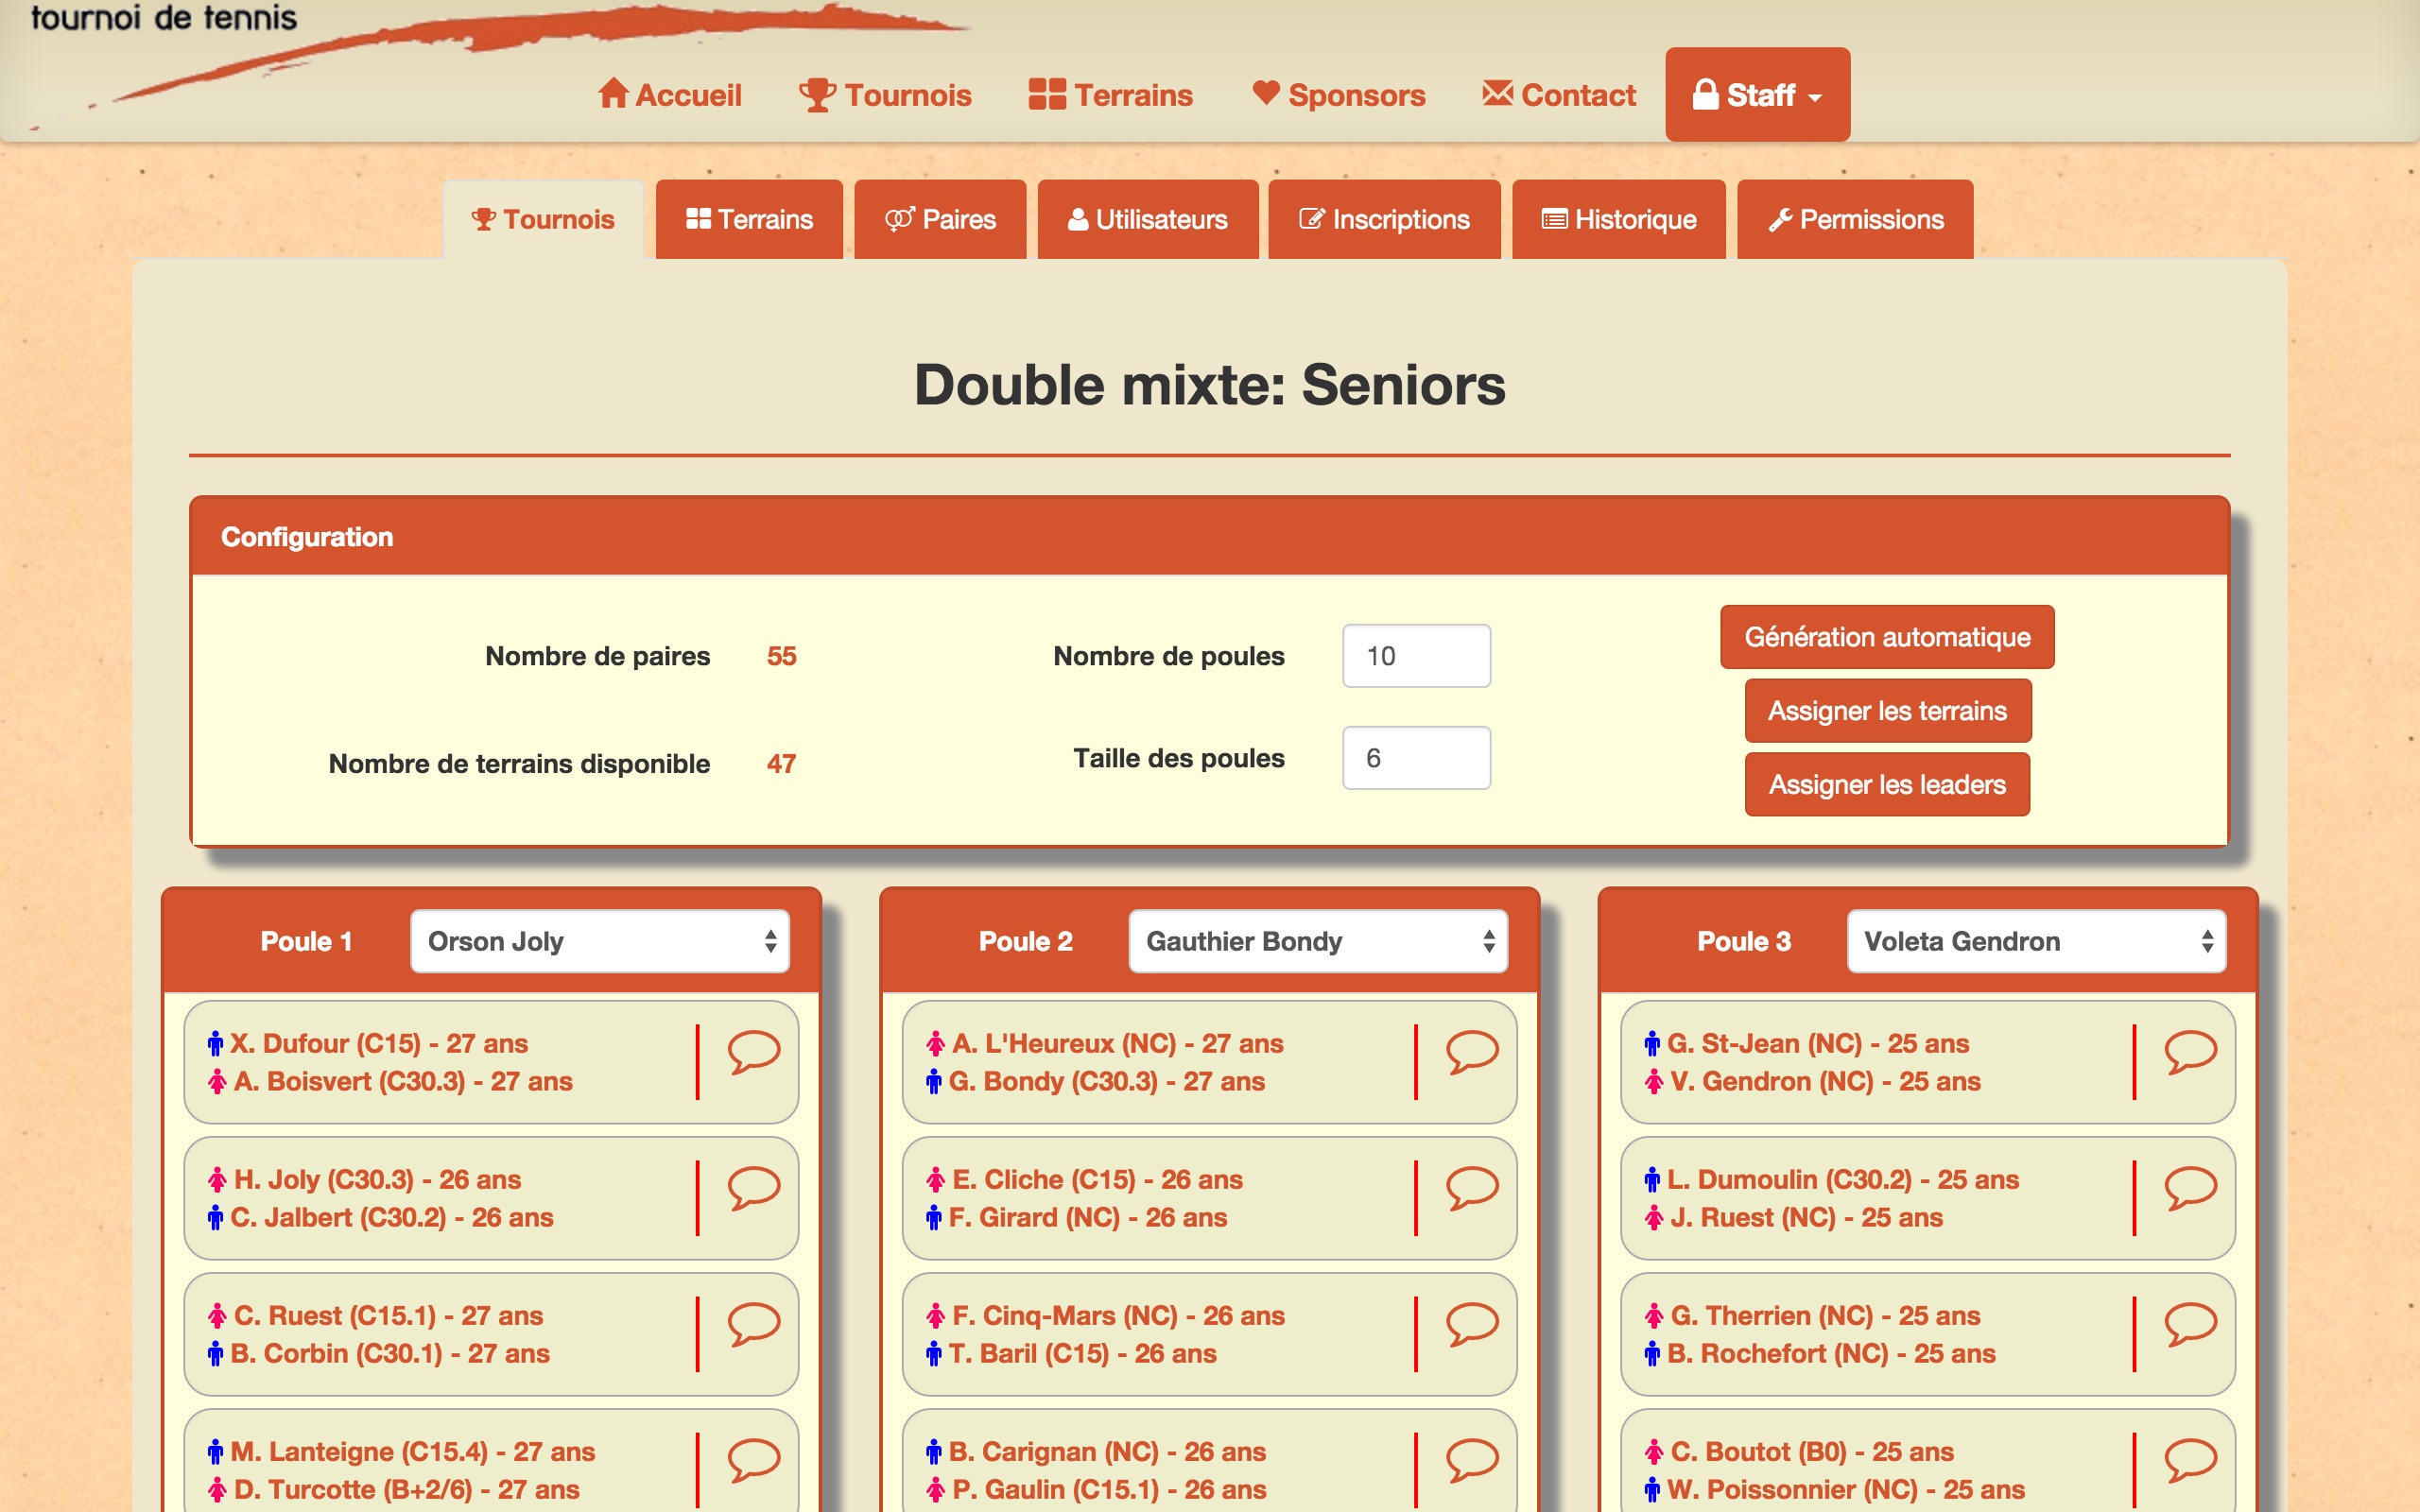 tournoi de tennis
Accueil Tournois Terrains Sponsors Contact Staff
Tournois Terrains Paires Utilisateurs Inscriptions Historique Permissions
Double mixte: Seniors
Configuration
Nombre de paires 55
Nombre de poules 10
Génération automatique
Assigner les terrains
Nombre de terrains disponible 47
Taille des poules 6
Assigner les leaders
Poule 1 Orson Joly
X. Dufour (C15) - 27 ans
A. Boisvert (C30.3) - 27 ans
H. Joly (C30.3) - 26 ans
C. Jalbert (C30.2) - 26 ans
C. Ruest (C15.1) - 27 ans
B. Corbin (C30.1) - 27 ans
M. Lanteigne (C15.4) - 27 ans
D. Turcotte (B+2/6) - 27 ans
Poule 2 Gauthier Bondy
A. L'Heureux (NC) - 27 ans
G. Bondy (C30.3) - 27 ans
E. Cliche (C15) - 26 ans
F. Girard (NC) - 26 ans
F. Cinq-Mars (NC) - 26 ans
T. Baril (C15) - 26 ans
B. Carignan (NC) - 26 ans
P. Gaulin (C15.1) - 26 ans
Poule 3 Voleta Gendron
G. St-Jean (NC) - 25 ans
V. Gendron (NC) - 25 ans
L. Dumoulin (C30.2) - 25 ans
J. Ruest (NC) - 25 ans
G. Therrien (NC) - 25 ans
B. Rochefort (NC) - 25 ans
C. Boutot (B0) - 25 ans
W. Poissonnier (NC) - 25 ans